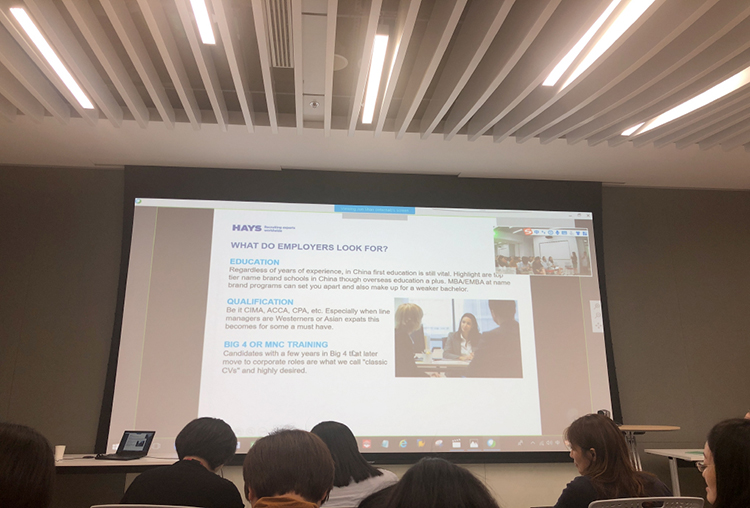 HAYS Recruiting experts worldwide
WHAT DO EMPLOYERS LOOK FOR?
EDUCATION
Regardless of years of experience, in China first education is still vital. Highlight are top
tier name brand schools in China though overseas education a plus. MBA/EMBA at name
brand programs can set you apart and also make up for a weaker bachelor.
QUALIFICATION
Be it CIMA, ACCA, CPA, etc. Especially when line
managers are Westerners or Asian expats this
becomes for some a must have.
BIG 4 OR MNC TRAINING
Candidates with a few years in Big 4 that later
move to corporate roles are what we call "classic
CVs" and highly desired.